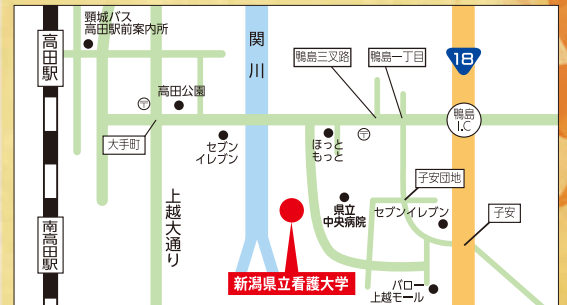 頸城バス
高田駅前案内所
高田駅
関川
鴨島三叉路
鴨島一丁目
18
高田公園
〒
鴨島
I.C
大手町
セブン
イレブン
ほっと
もっと
〒
子安団地
県立
中央病院
セブンイレブン
子安
上越大通り
南高田駅
新潟県立看護大学
バロー
上越モール